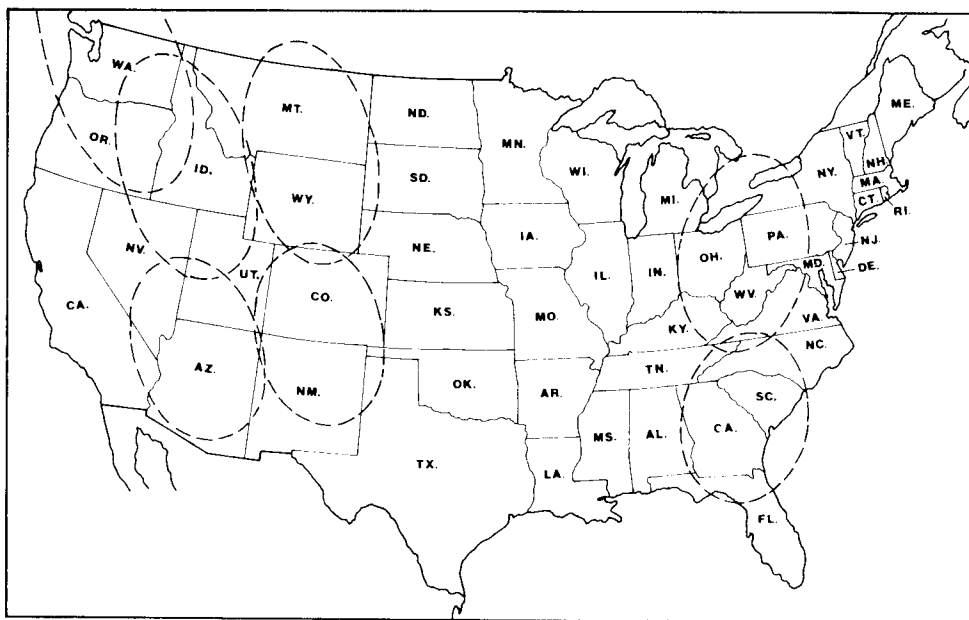 WA.
MT.
ND.
ME.
OR.
MN.
VT.
ID.
WI.
NH.
SD.
MI.
NY.
MA.
WY.
CT.
RI.
NV.
UT.
NE.
IA.
PA.
NJ.
OH.
MD.
DE.
CA.
CO.
IL.
IN.
WV.
KS.
MO.
KY.
VA.
NC.
AZ.
NM.
OK.
TN.
AR.
SC.
MS.
AL.
GA.
TX.
LA.
FL.